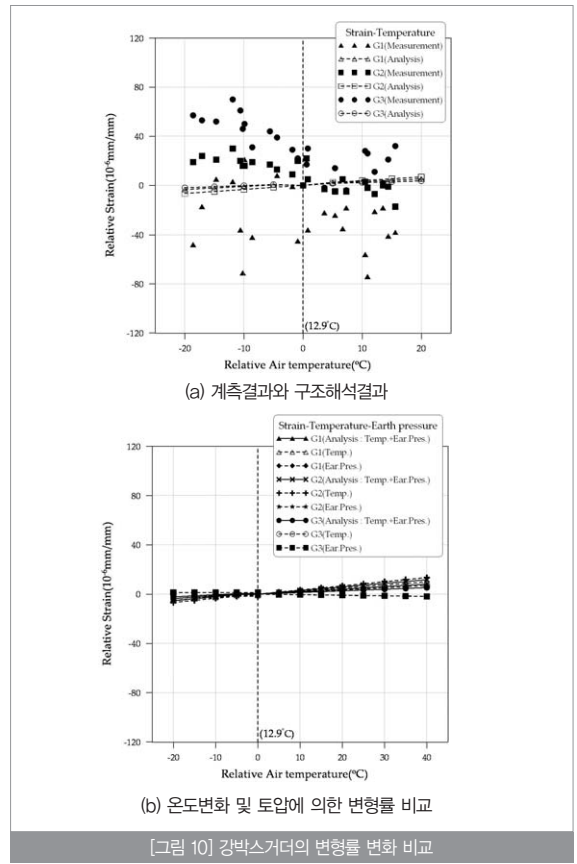 Strain-Temperature
G1(Measurement)
G1(Analysis)
G2(Measurement)
G2(Analysis)
G3(Measurement)
G3(Analysis)
120
80
40
0
-40
-80
-120
Relative Strain(10⁻⁶mm/mm)
(12.9℃)
-20
-10
0
10
20
Relative Air temperature(℃)
(a) 계측결과와 구조해석결과
Strain-Temperature-Earth pressure
G1(Analysis : Temp.+Ear.Pres.)
G1(Temp.)
G1(Ear.Pres.)
G2(Analysis : Temp.+Ear.Pres.)
G2(Temp.)
G2(Ear.Pres.)
G3(Analysis : Temp.+Ear.Pres.)
G3(Temp.)
G3(Ear.Pres.)
120
80
40
0
-40
-80
-120
Relative Strain(10⁻⁶mm/mm)
(12.9℃)
-20
-10
0
10
20
30
40
Relative Air temperature(℃)
(b) 온도변화 및 토압에 의한 변형률 비교
[그림 10] 강박스거더의 변형률 변화 비교